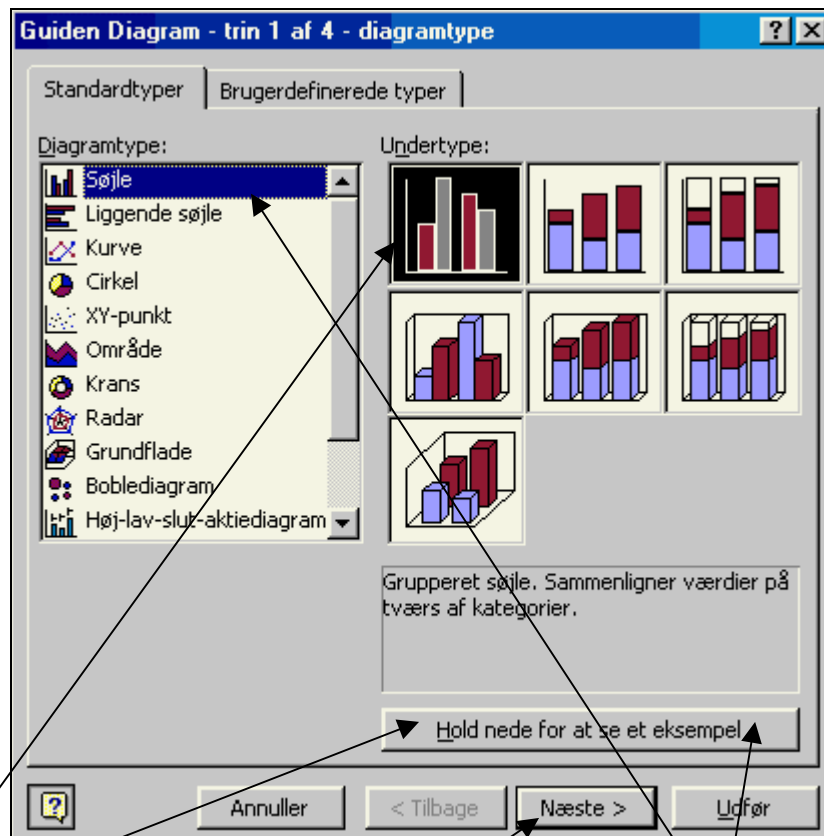 Guiden Diagram - trin 1 af 4 - diagramtype
Standardtyper
Brugerdefinerede typer
Diagramtype:
Søjle
Liggende søjle
Kurve
Cirkel
XY-punkt
Område
Krans
Radar
Grundflade
Boblediagram
Høj-lav-slut-aktiediagram
Undertype:
Grupperet søjle. Sammenligner værdier på
tværs af kategorier.
Hold nede for at se et eksempel
Annuller
< Tilbage
Næste >
Udfør